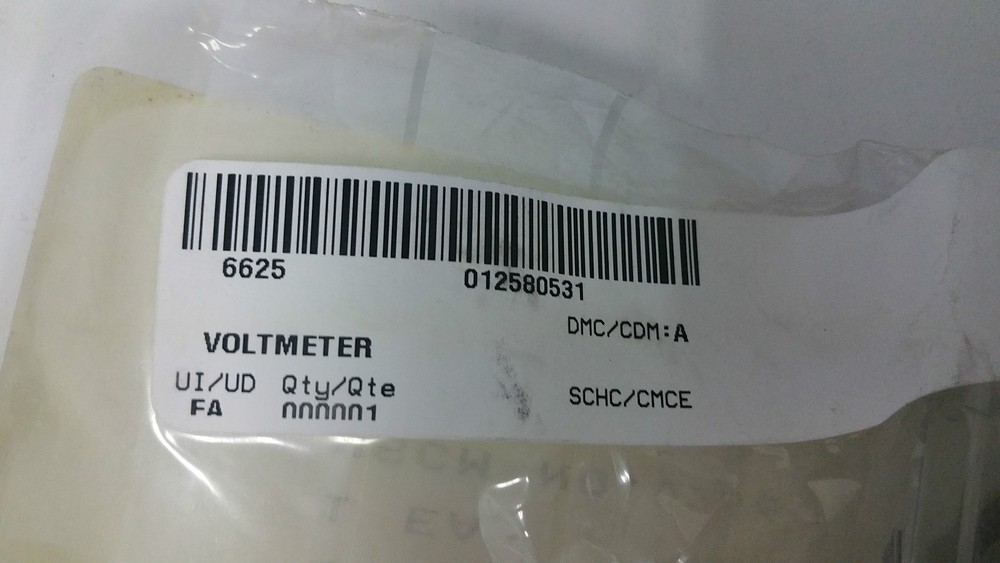 6625 012580531
DMC/CDM:A
VOLTMETER
UI/UD Qty/Qte SCHC/CMCE
EA 000001